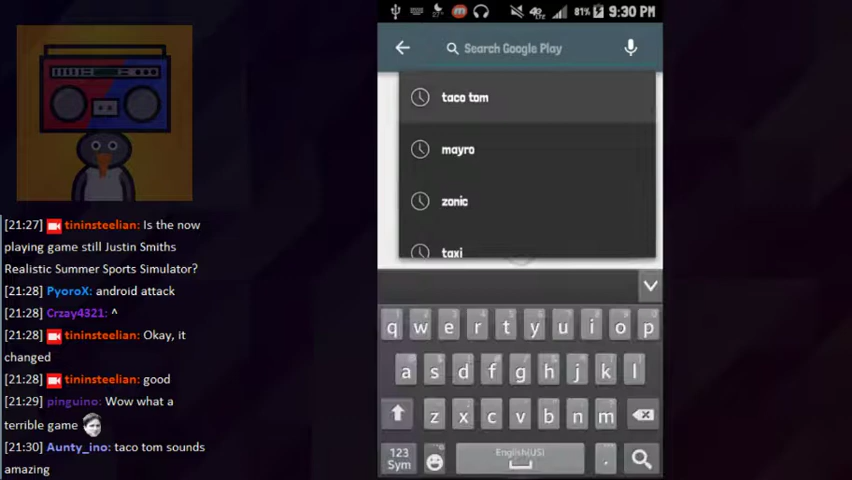 81% 9:30 PM
Search Google Play
taco tom
mayro
zonic
taxi
[21:27] tininsteelian: Is the now
playing game still Justin Smiths
Realistic Summer Sports Simulator?
[21:28] PyoroX: android attack
[21:28] Crzay4321: ^
[21:28] tininsteelian: Okay, it
changed
[21:28] tininsteelian: good
[21:29] pinguino: Wow what a
terrible game
[21:30] Aunty_ino: taco tom sounds
amazing
q w e r t y u i o p
a s d f g h j k l
z x c v b n m
123
Sym
English(US)
.